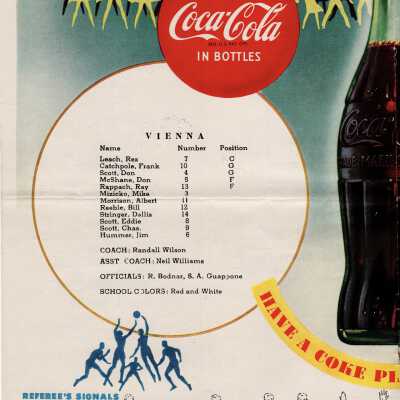 Coca-Cola
IN BOTTLES
VIENNA
Name Number Position
Leach, Rex 7 C
Catchpole, Frank 10 G
Scott, Don 4 G
McShane, Don 5 F
Rappach, Ray 13 F
Mizicko, Mike 3
Morrison, Albert 11
Reeble, Bill 12
Stringer, Dallis 14
Scott, Eddie 8
Scott, Chas. 9
Hummer, Jim 6
COACH: Randall Wilson
ASST COACH: Neil Williams
OFFICIALS: R. Bodnar, S. A. Guappone
SCHOOL COLORS: Red and White
Coca-
HAVE A COKE PL
REFEREE'S SIGNALS